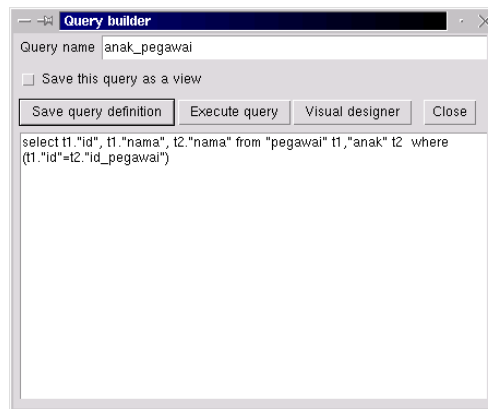 Query builder
Query name anak_pegawai
Save this query as a view
Save query definition Execute query Visual designer Close
select t1."id", t1."nama", t2."nama" from "pegawai" t1,"anak" t2  where
(t1."id"=t2."id_pegawai")